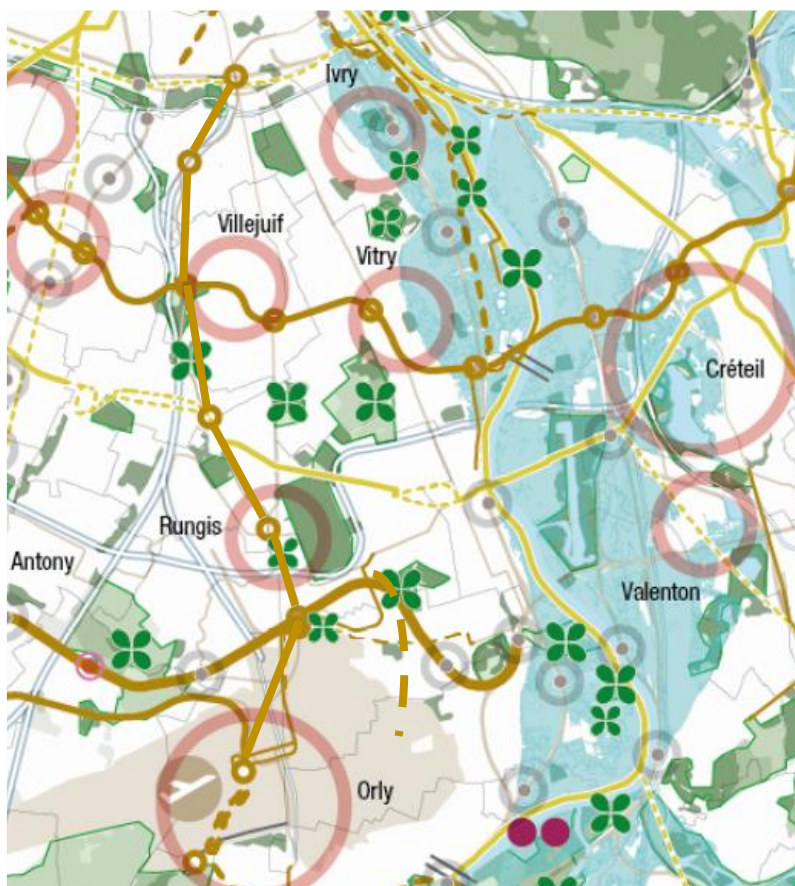 Ivry
Villejuif
Vitry
Créteil
Rungis
Antony
Valenton
Orly